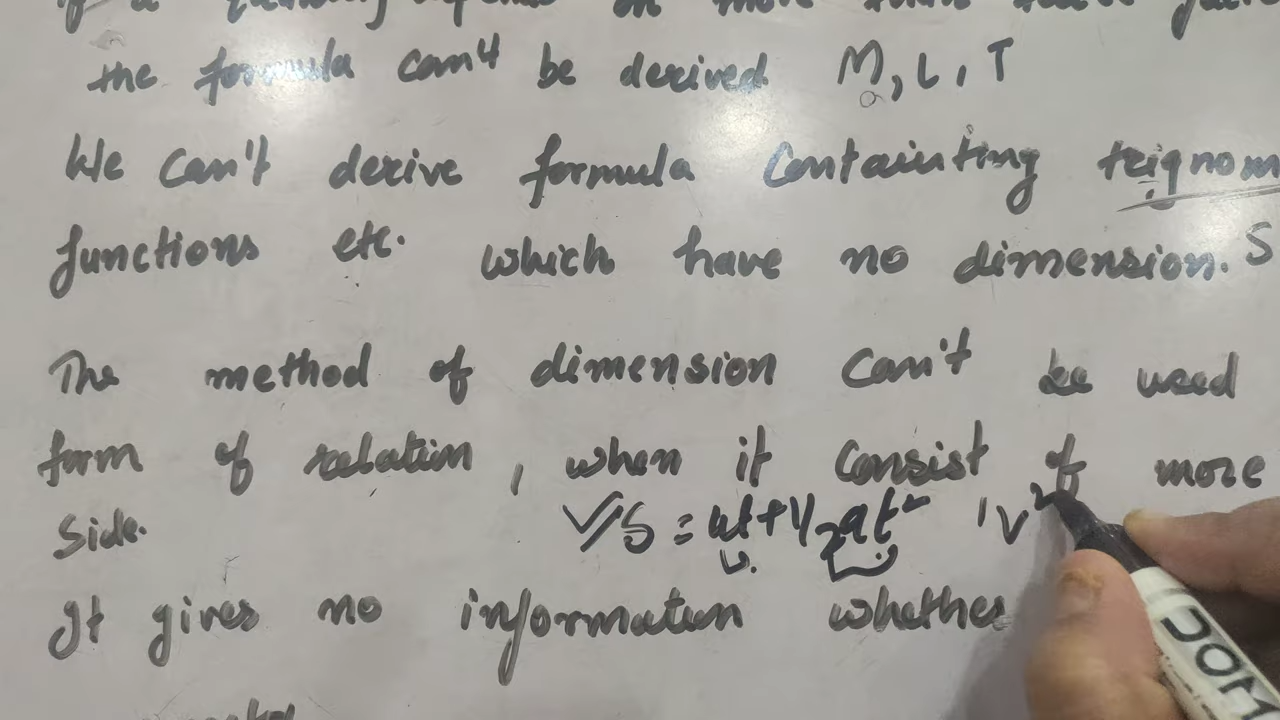 the formula can't be derived M, L, T
We can't derive formula Containting trignom
functions etc. which have no dimension. S
The method of dimension can't be used
form of relation, when it consist of more
side. S = ut + 1/2 at² , v²
It gives no information whether
DOM